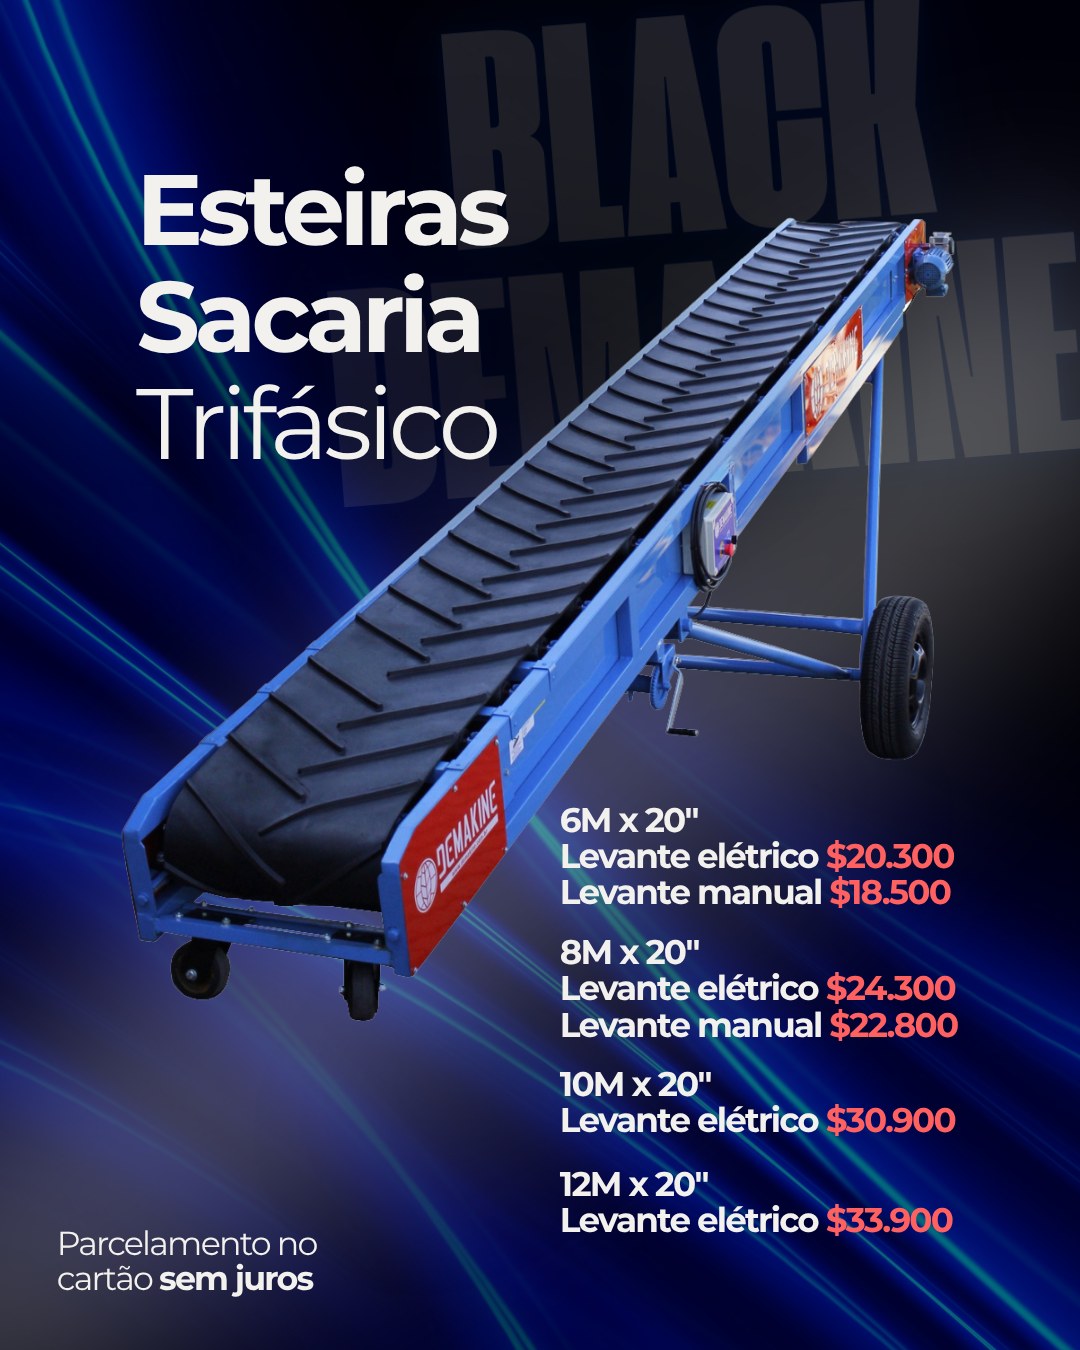 BLACK
DEMAKINE
Esteiras
Sacaria
Trifásico
DEMAKINE
6M x 20"
Levante elétrico $20.300
Levante manual $18.500
8M x 20"
Levante elétrico $24.300
Levante manual $22.800
10M x 20"
Levante elétrico $30.900
12M x 20"
Levante elétrico $33.900
Parcelamento no
cartão sem juros